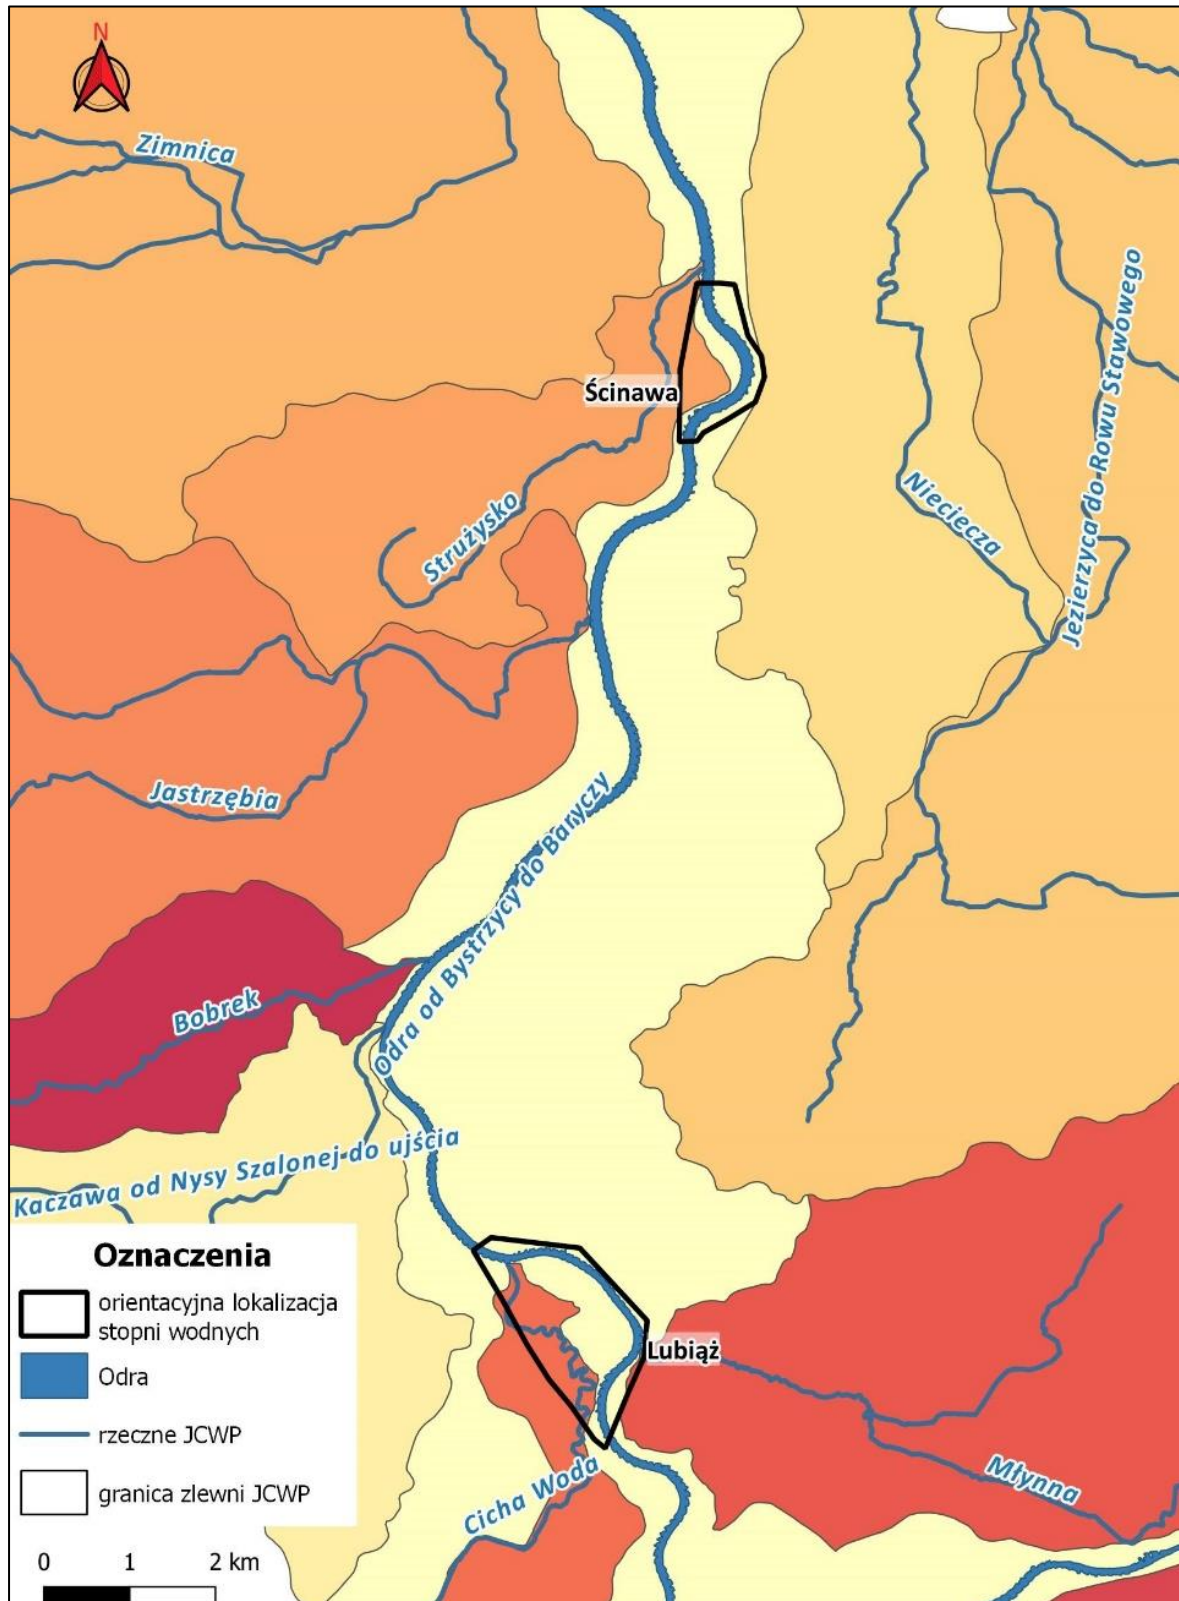 N
Zimnica
Ścinawa
Strużysko
Nieciecza
Jezierzyca do Rowu Stawowego
Jastrzębia
Odra od Bystrzycy do Baryczy
Bobrek
Kaczawa od Nysy Szalonej do ujścia
Lubiąż
Młynna
Cicha Woda
Oznaczenia
orientacyjna lokalizacja
stopni wodnych
Odra
rzeczne JCWP
granica zlewni JCWP
0 1 2 km